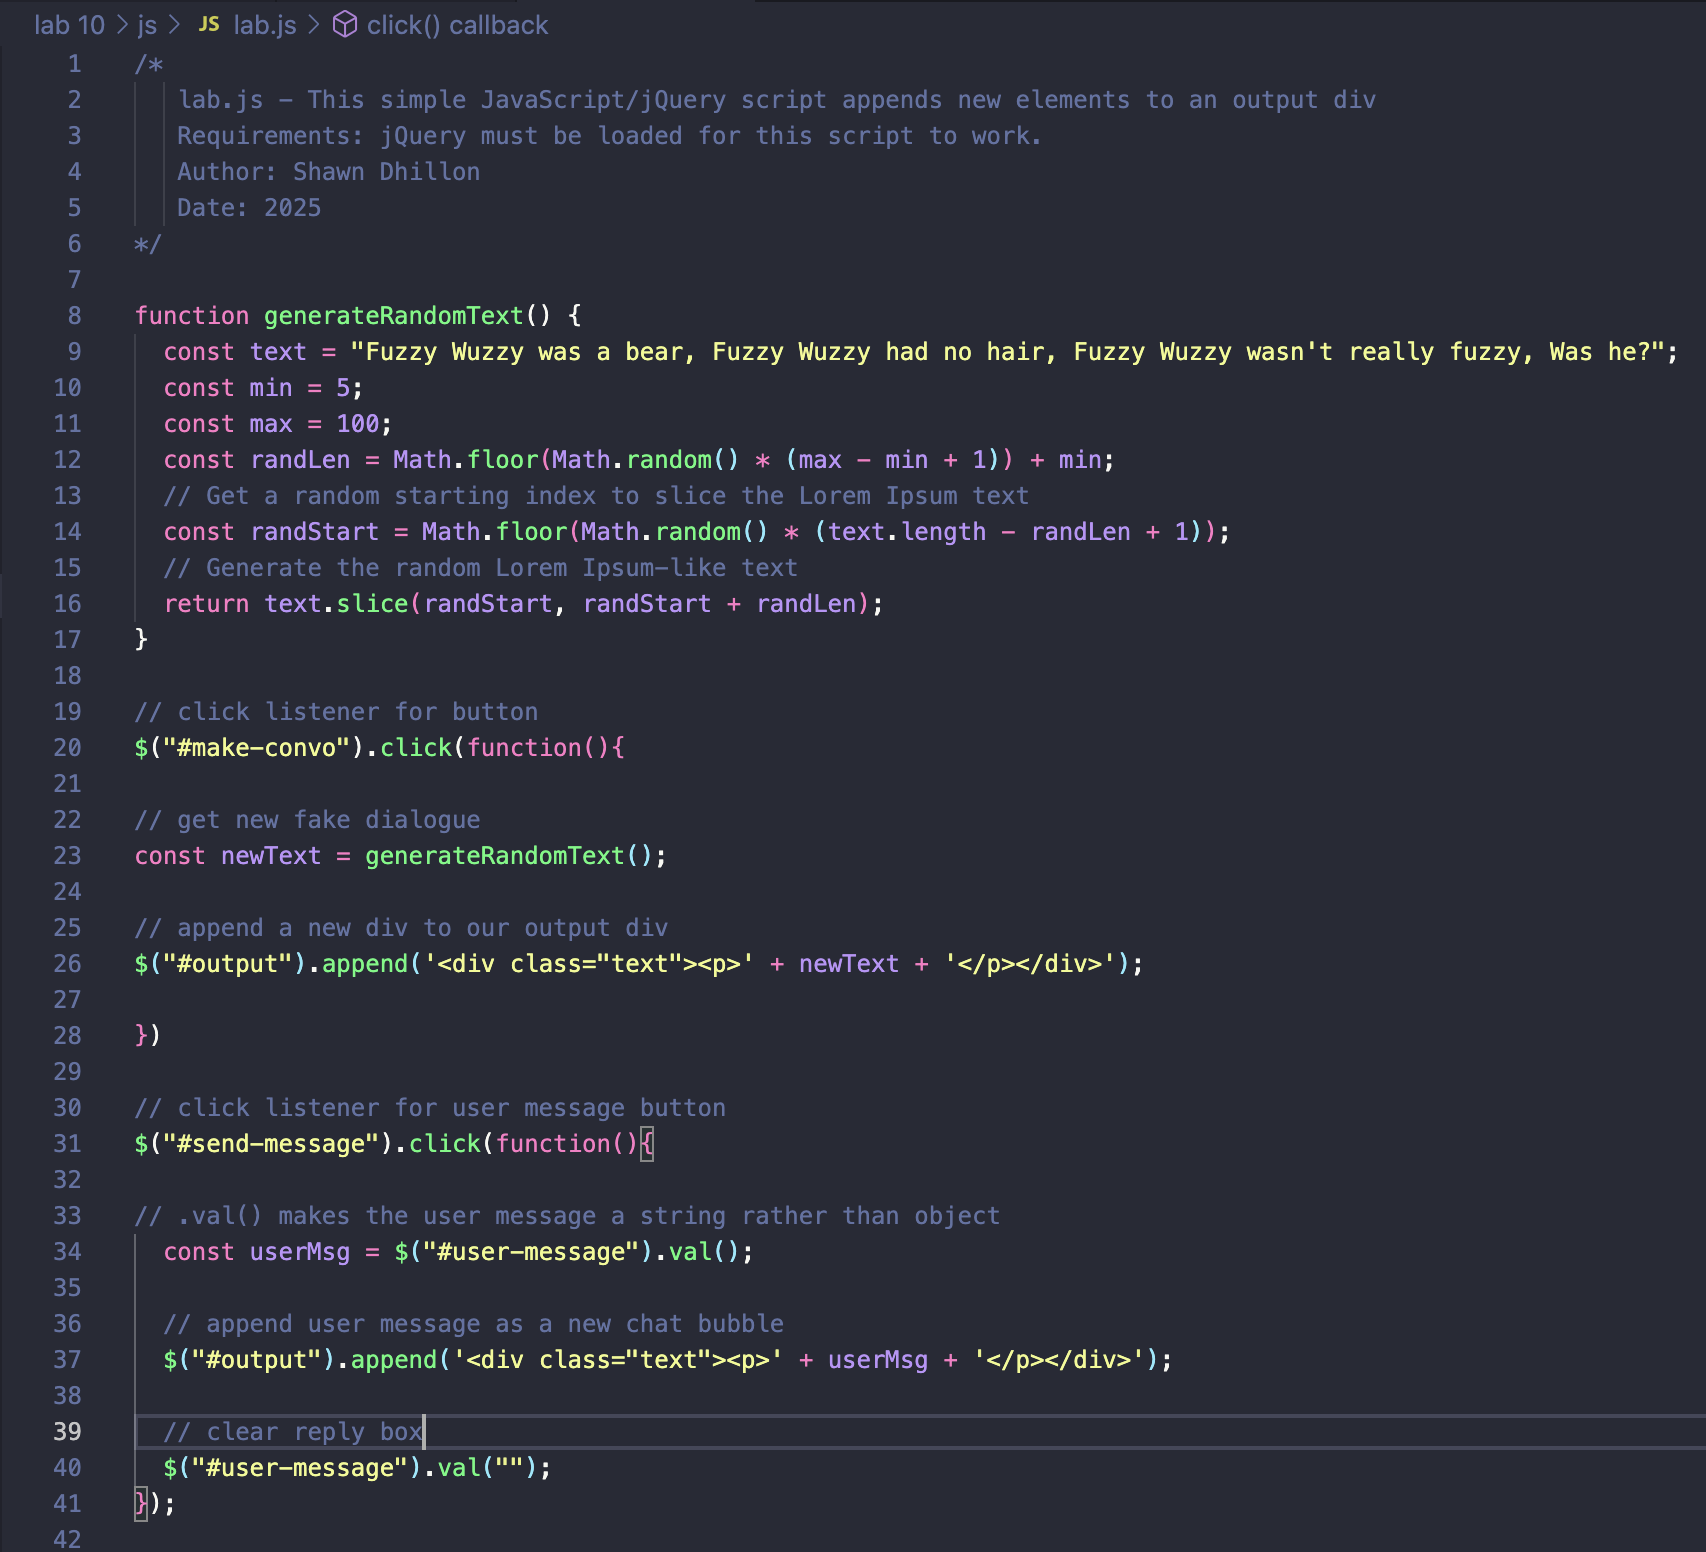 lab 10 > js > JS lab.js > click() callback
1 /*
2 lab.js - This simple JavaScript/jQuery script appends new elements to an output div
3 Requirements: jQuery must be loaded for this script to work.
4 Author: Shawn Dhillon
5 Date: 2025
6 */
7
8 function generateRandomText() {
9 const text = "Fuzzy Wuzzy was a bear, Fuzzy Wuzzy had no hair, Fuzzy Wuzzy wasn't really fuzzy, Was he?";
10 const min = 5;
11 const max = 100;
12 const randLen = Math.floor(Math.random() * (max - min + 1)) + min;
13 // Get a random starting index to slice the Lorem Ipsum text
14 const randStart = Math.floor(Math.random() * (text.length - randLen + 1));
15 // Generate the random Lorem Ipsum-like text
16 return text.slice(randStart, randStart + randLen);
17 }
18
19 // click listener for button
20 $("#make-convo").click(function(){
21
22 // get new fake dialogue
23 const newText = generateRandomText();
24
25 // append a new div to our output div
26 $("#output").append('<div class="text"><p>' + newText + '</p></div>');
27
28 })
29
30 // click listener for user message button
31 $("#send-message").click(function(){
32
33 // .val() makes the user message a string rather than object
34 const userMsg = $("#user-message").val();
35
36 // append user message as a new chat bubble
37 $("#output").append('<div class="text"><p>' + userMsg + '</p></div>');
38
39 // clear reply box
40 $("#user-message").val("");
41 });
42